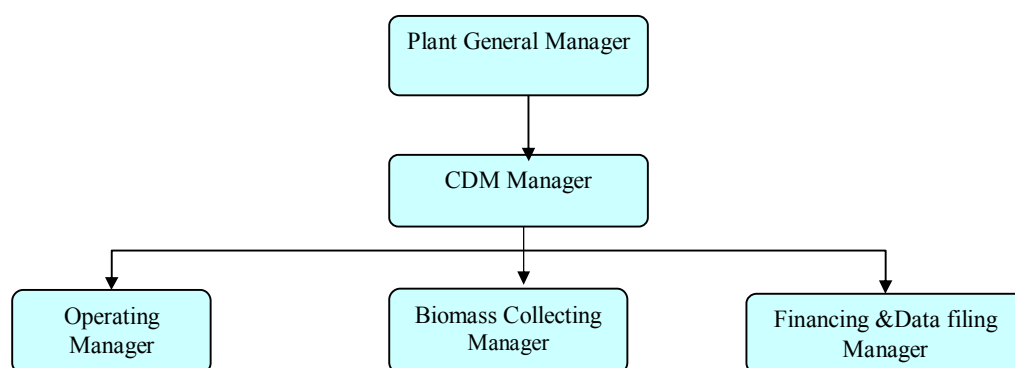 Plant General Manager
CDM Manager
Operating
Manager
Biomass Collecting
Manager
Financing &Data filing
Manager